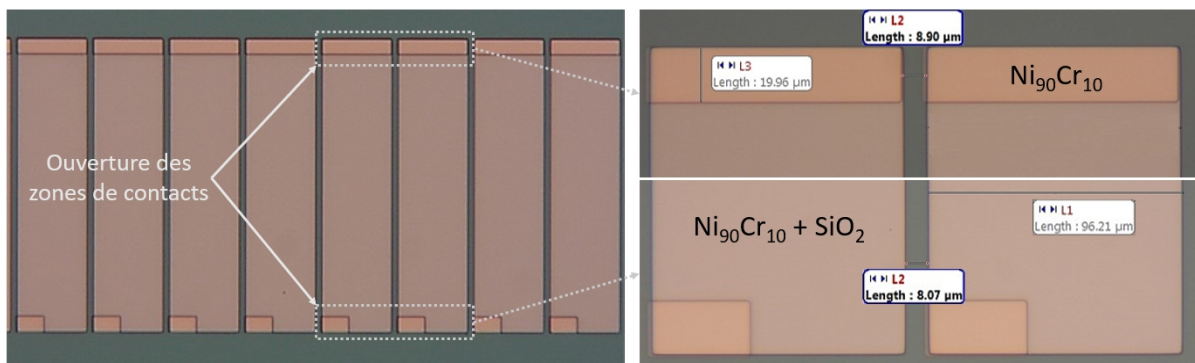 Ouverture des
zones de contacts
L2
Length : 8.90 µm
L3
Length : 19.96 µm
Ni₉₀Cr₁₀
Ni₉₀Cr₁₀ + SiO₂
L1
Length : 96.21 µm
L2
Length : 8.07 µm